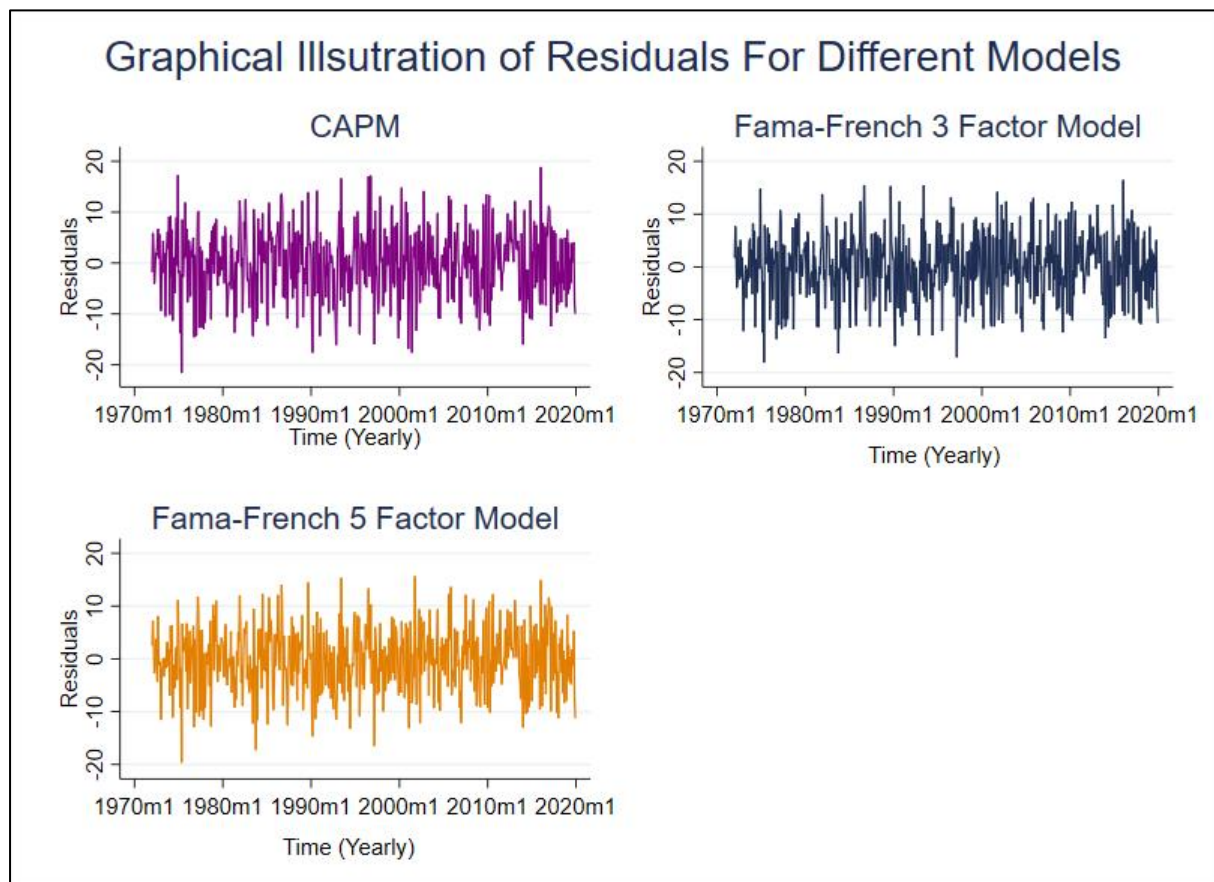 Graphical Illsutration of Residuals For Different Models
CAPM
Residuals
20
10
0
-10
-20
1970m1 1980m1 1990m1 2000m1 2010m1 2020m1
Time (Yearly)
Fama-French 3 Factor Model
Residuals
20
10
0
-10
-20
1970m1 1980m1 1990m1 2000m1 2010m1 2020m1
Time (Yearly)
Fama-French 5 Factor Model
Residuals
20
10
0
-10
-20
1970m1 1980m1 1990m1 2000m1 2010m1 2020m1
Time (Yearly)